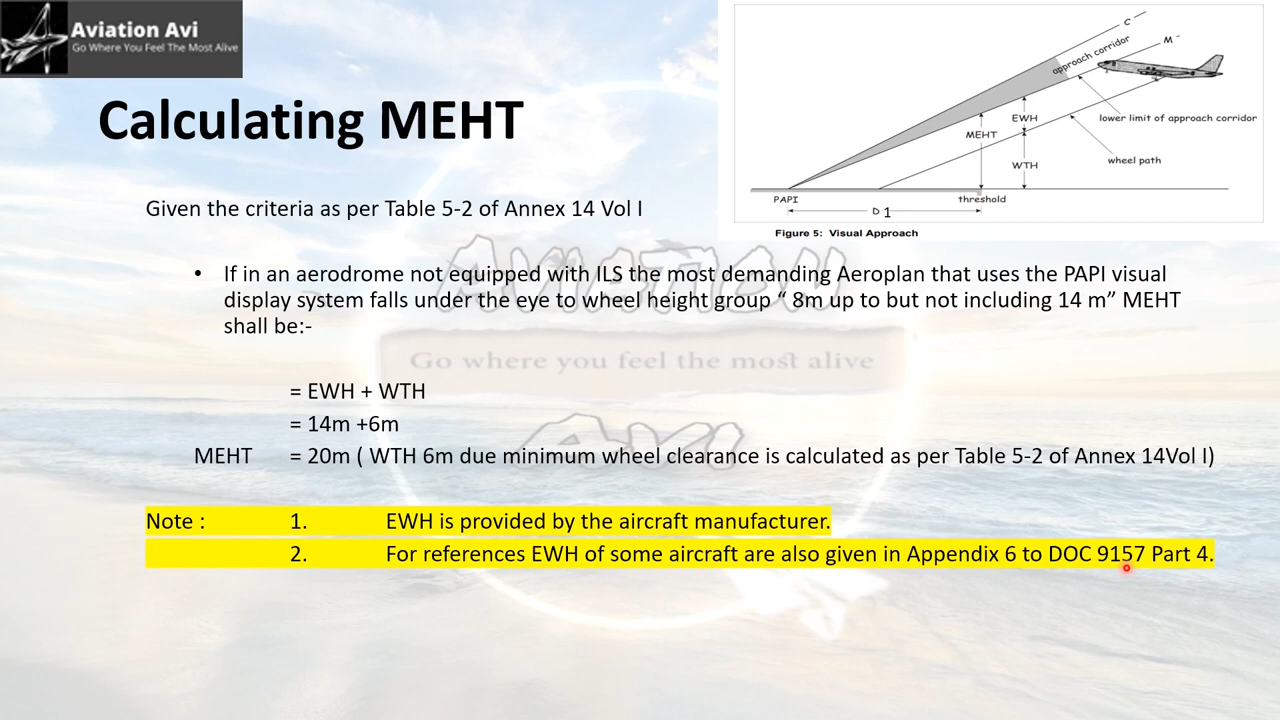 Aviation Avi
Go Where You Feel The Most Alive
Calculating MEHT
C
M
approach corridor
EWH
MEHT
lower limit of approach corridor
WTH
wheel path
PAPI
threshold
D 1
Figure 5: Visual Approach
Given the criteria as per Table 5-2 of Annex 14 Vol I
• If in an aerodrome not equipped with ILS the most demanding Aeroplan that uses the PAPI visual
display system falls under the eye to wheel height group “ 8m up to but not including 14 m” MEHT
shall be:-
AVIATION
Go where you feel the most alive
AVI
= EWH + WTH
= 14m +6m
MEHT = 20m ( WTH 6m due minimum wheel clearance is calculated as per Table 5-2 of Annex 14Vol I)
Note : 1. EWH is provided by the aircraft manufacturer.
2. For references EWH of some aircraft are also given in Appendix 6 to DOC 9157 Part 4.